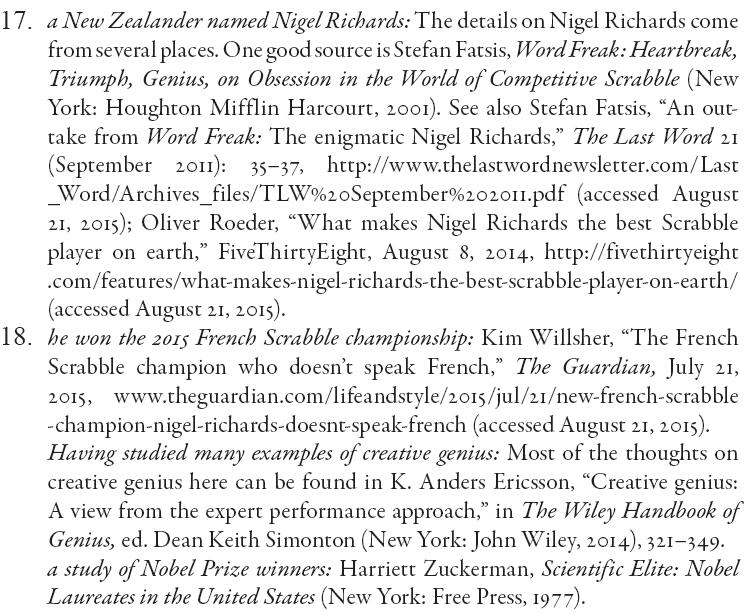 17. a New Zealander named Nigel Richards: The details on Nigel Richards come
from several places. One good source is Stefan Fatsis, Word Freak: Heartbreak,
Triumph, Genius, on Obsession in the World of Competitive Scrabble (New
York: Houghton Mifflin Harcourt, 2001). See also Stefan Fatsis, “An out-
take from Word Freak: The enigmatic Nigel Richards,” The Last Word 21
(September 2011): 35–37, http://www.thelastwordnewsletter.com/Last
_Word/Archives_files/TLW%20September%202011.pdf (accessed August
21, 2015); Oliver Roeder, “What makes Nigel Richards the best Scrabble
player on earth,” FiveThirtyEight, August 8, 2014, http://fivethirtyeight
.com/features/what-makes-nigel-richards-the-best-scrabble-player-on-earth/
(accessed August 21, 2015).
18. he won the 2015 French Scrabble championship: Kim Willsher, “The French
Scrabble champion who doesn’t speak French,” The Guardian, July 21,
2015, www.theguardian.com/lifeandstyle/2015/jul/21/new-french-scrabble
-champion-nigel-richards-doesnt-speak-french (accessed August 21, 2015).
Having studied many examples of creative genius: Most of the thoughts on
creative genius here can be found in K. Anders Ericsson, “Creative genius:
A view from the expert performance approach,” in The Wiley Handbook of
Genius, ed. Dean Keith Simonton (New York: John Wiley, 2014), 321–349.
a study of Nobel Prize winners: Harriett Zuckerman, Scientific Elite: Nobel
Laureates in the United States (New York: Free Press, 1977).